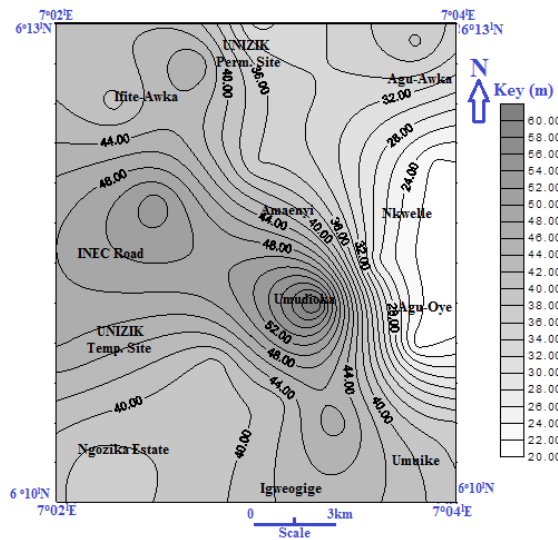 7°02'E
7°04'E
6°13'N
6°13'N
UNIZIK
Perm. Site
40.00
36.00
Agu-Awka
Ifite-Awka
32.00
N
Key (m)
28.00
44.00
24.00
48.00
Amaenyi
44.00
40.00
36.00
32.00
Nkwelle
48.00
INEC Road
Umudioka
Agu-Oye
28.00
52.00
UNIZIK
Temp. Site
48.00
44.00
44.00
40.00
40.00
40.00
Ngozika Estate
Umuike
Igweogige
60.00
58.00
56.00
54.00
52.00
50.00
48.00
46.00
44.00
42.00
40.00
38.00
36.00
34.00
32.00
30.00
28.00
26.00
24.00
22.00
20.00
6°10'N
6°10'N
7°02'E
7°04'E
0 3km
Scale